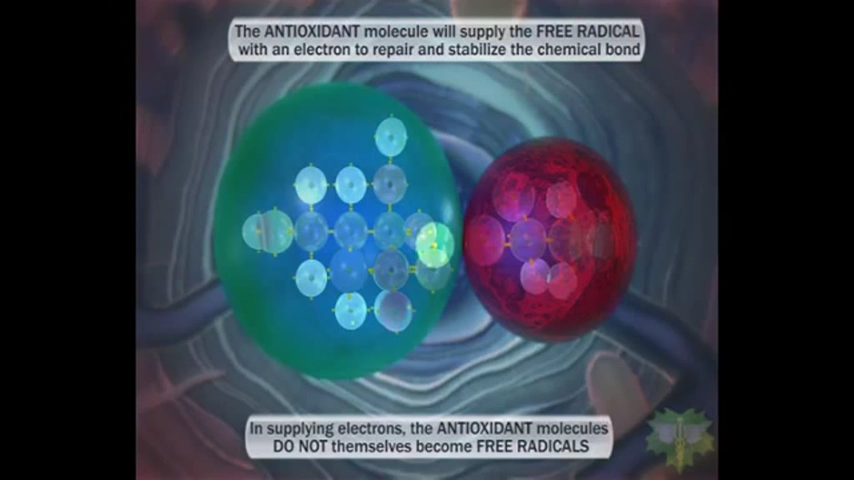 The ANTIOXIDANT molecule will supply the FREE RADICAL
with an electron to repair and stabilize the chemical bond
In supplying electrons, the ANTIOXIDANT molecules
DO NOT themselves become FREE RADICALS